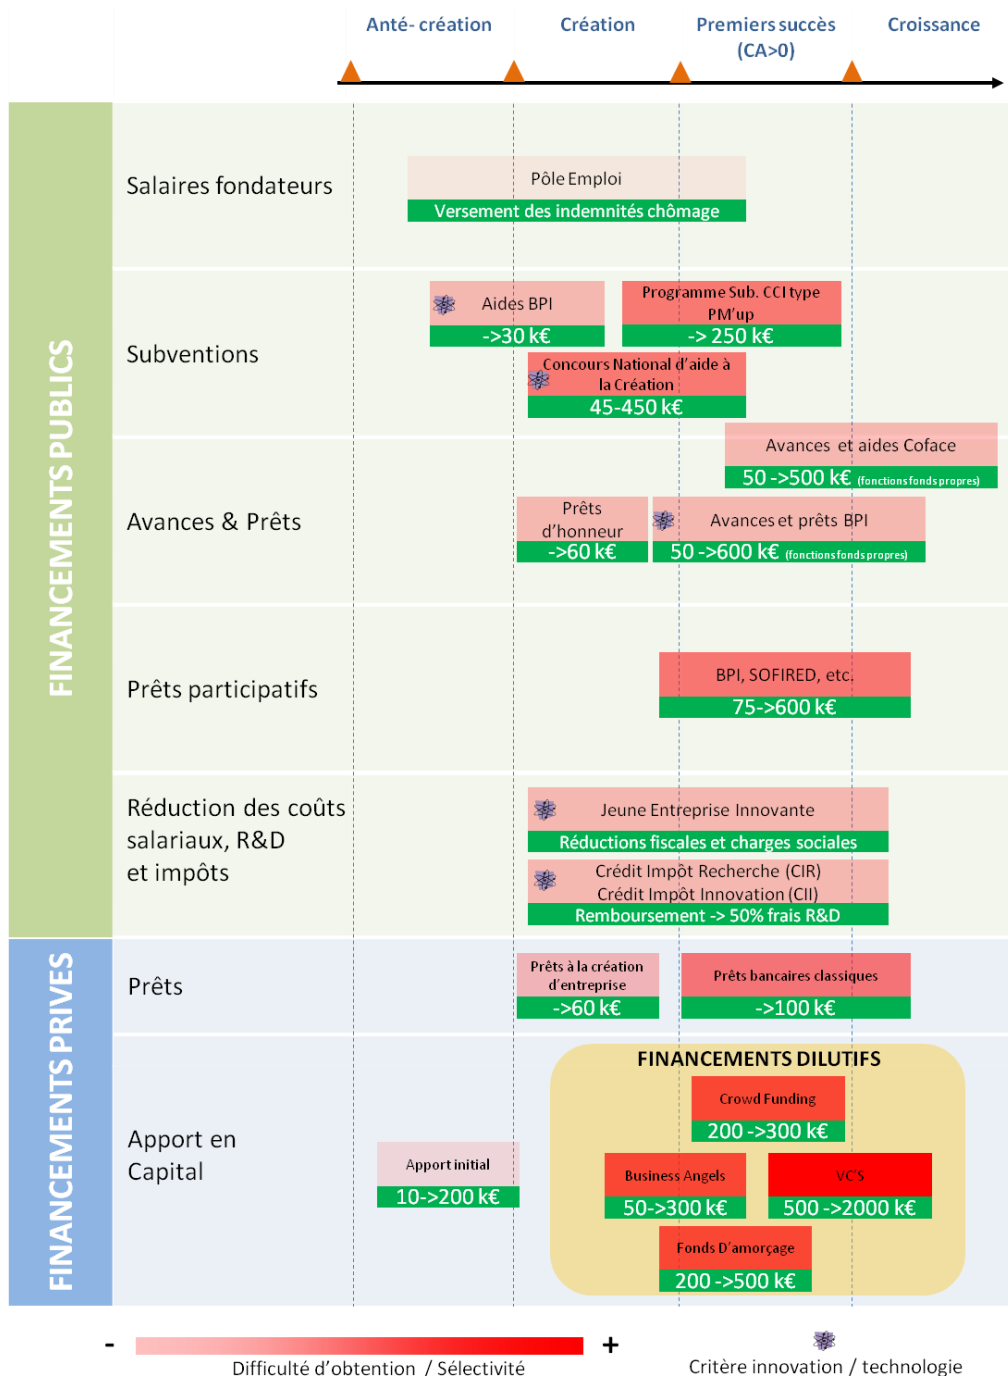 Anté- création
Création
Premiers succès
(CA>0)
Croissance
FINANCEMENTS PUBLICS
Salaires fondateurs
Pôle Emploi
Versement des indemnités chômage
Subventions
Aides BPI
->30 k€
Programme Sub. CCI type
PM'up
-> 250 k€
Concours National d'aide à
la Création
45-450 k€
Avances & Prêts
Avances et aides Coface
50 ->500 k€ (fonctions fonds propres)
Prêts
d'honneur
->60 k€
Avances et prêts BPI
50 ->600 k€ (fonctions fonds propres)
Prêts participatifs
BPI, SOFIRED, etc.
75->600 k€
Réduction des coûts
salariaux, R&D
et impôts
Jeune Entreprise Innovante
Réductions fiscales et charges sociales
Crédit Impôt Recherche (CIR)
Crédit Impôt Innovation (CII)
Remboursement -> 50% frais R&D
FINANCEMENTS PRIVES
Prêts
Prêts à la création
d'entreprise
->60 k€
Prêts bancaires classiques
->100 k€
Apport en
Capital
Apport initial
10->200 k€
FINANCEMENTS DILUTIFS
Crowd Funding
200 ->300 k€
Business Angels
50->300 k€
VC'S
500 ->2000 k€
Fonds D'amorçage
200 ->500 k€
- +
Difficulté d'obtention / Sélectivité
Critère innovation / technologie